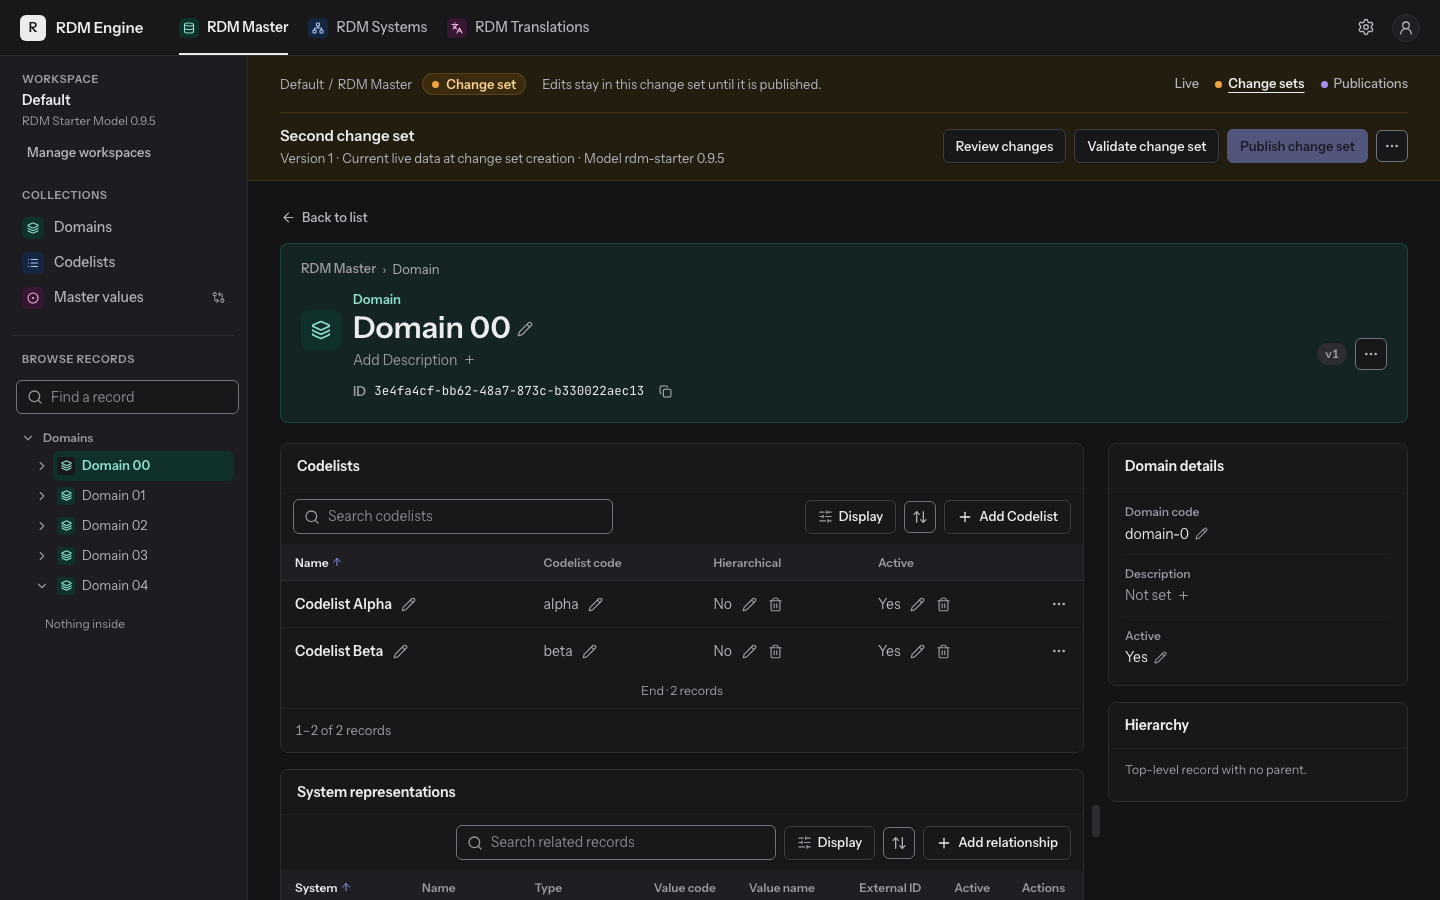 R RDM Engine RDM Master RDM Systems RDM Translations
WORKSPACE
Default
RDM Starter Model 0.9.5
Manage workspaces
COLLECTIONS
Domains
Codelists
Master values
BROWSE RECORDS
Find a record
Domains
Domain 00
Domain 01
Domain 02
Domain 03
Domain 04
Nothing inside
Default / RDM Master Change set Edits stay in this change set until it is published. Live Change sets Publications
Second change set
Version 1 · Current live data at change set creation · Model rdm-starter 0.9.5
Review changes Validate change set Publish change set
Back to list
RDM Master › Domain
Domain
Domain 00
Add Description
ID 3e4fa4cf-bb62-48a7-873c-b330022aec13
v1
Codelists
Search codelists Display Add Codelist
Name Codelist code Hierarchical Active
Codelist Alpha alpha No Yes
Codelist Beta beta No Yes
End · 2 records
1–2 of 2 records
System representations
Search related records Display Add relationship
System Name Type Value code Value name External ID Active Actions
Domain details
Domain code
domain-0
Description
Not set
Active
Yes
Hierarchy
Top-level record with no parent.